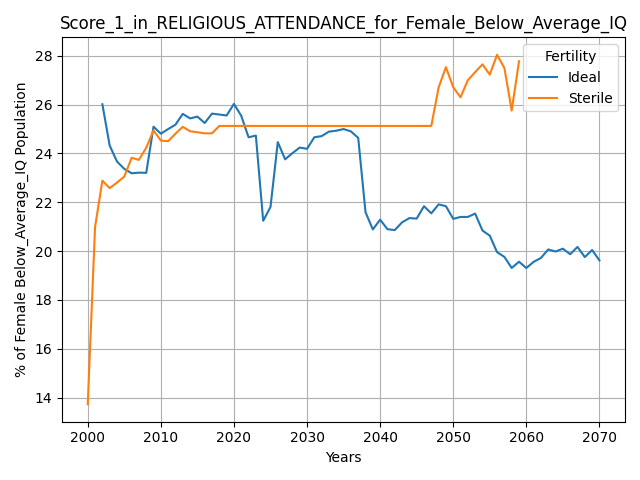 Score_1_in_RELIGIOUS_ATTENDANCE_for_Female_Below_Average_IQ
Fertility
Ideal
Sterile
% of Female Below_Average_IQ Population
28
26
24
22
20
18
16
14
2000 2010 2020 2030 2040 2050 2060 2070
Years